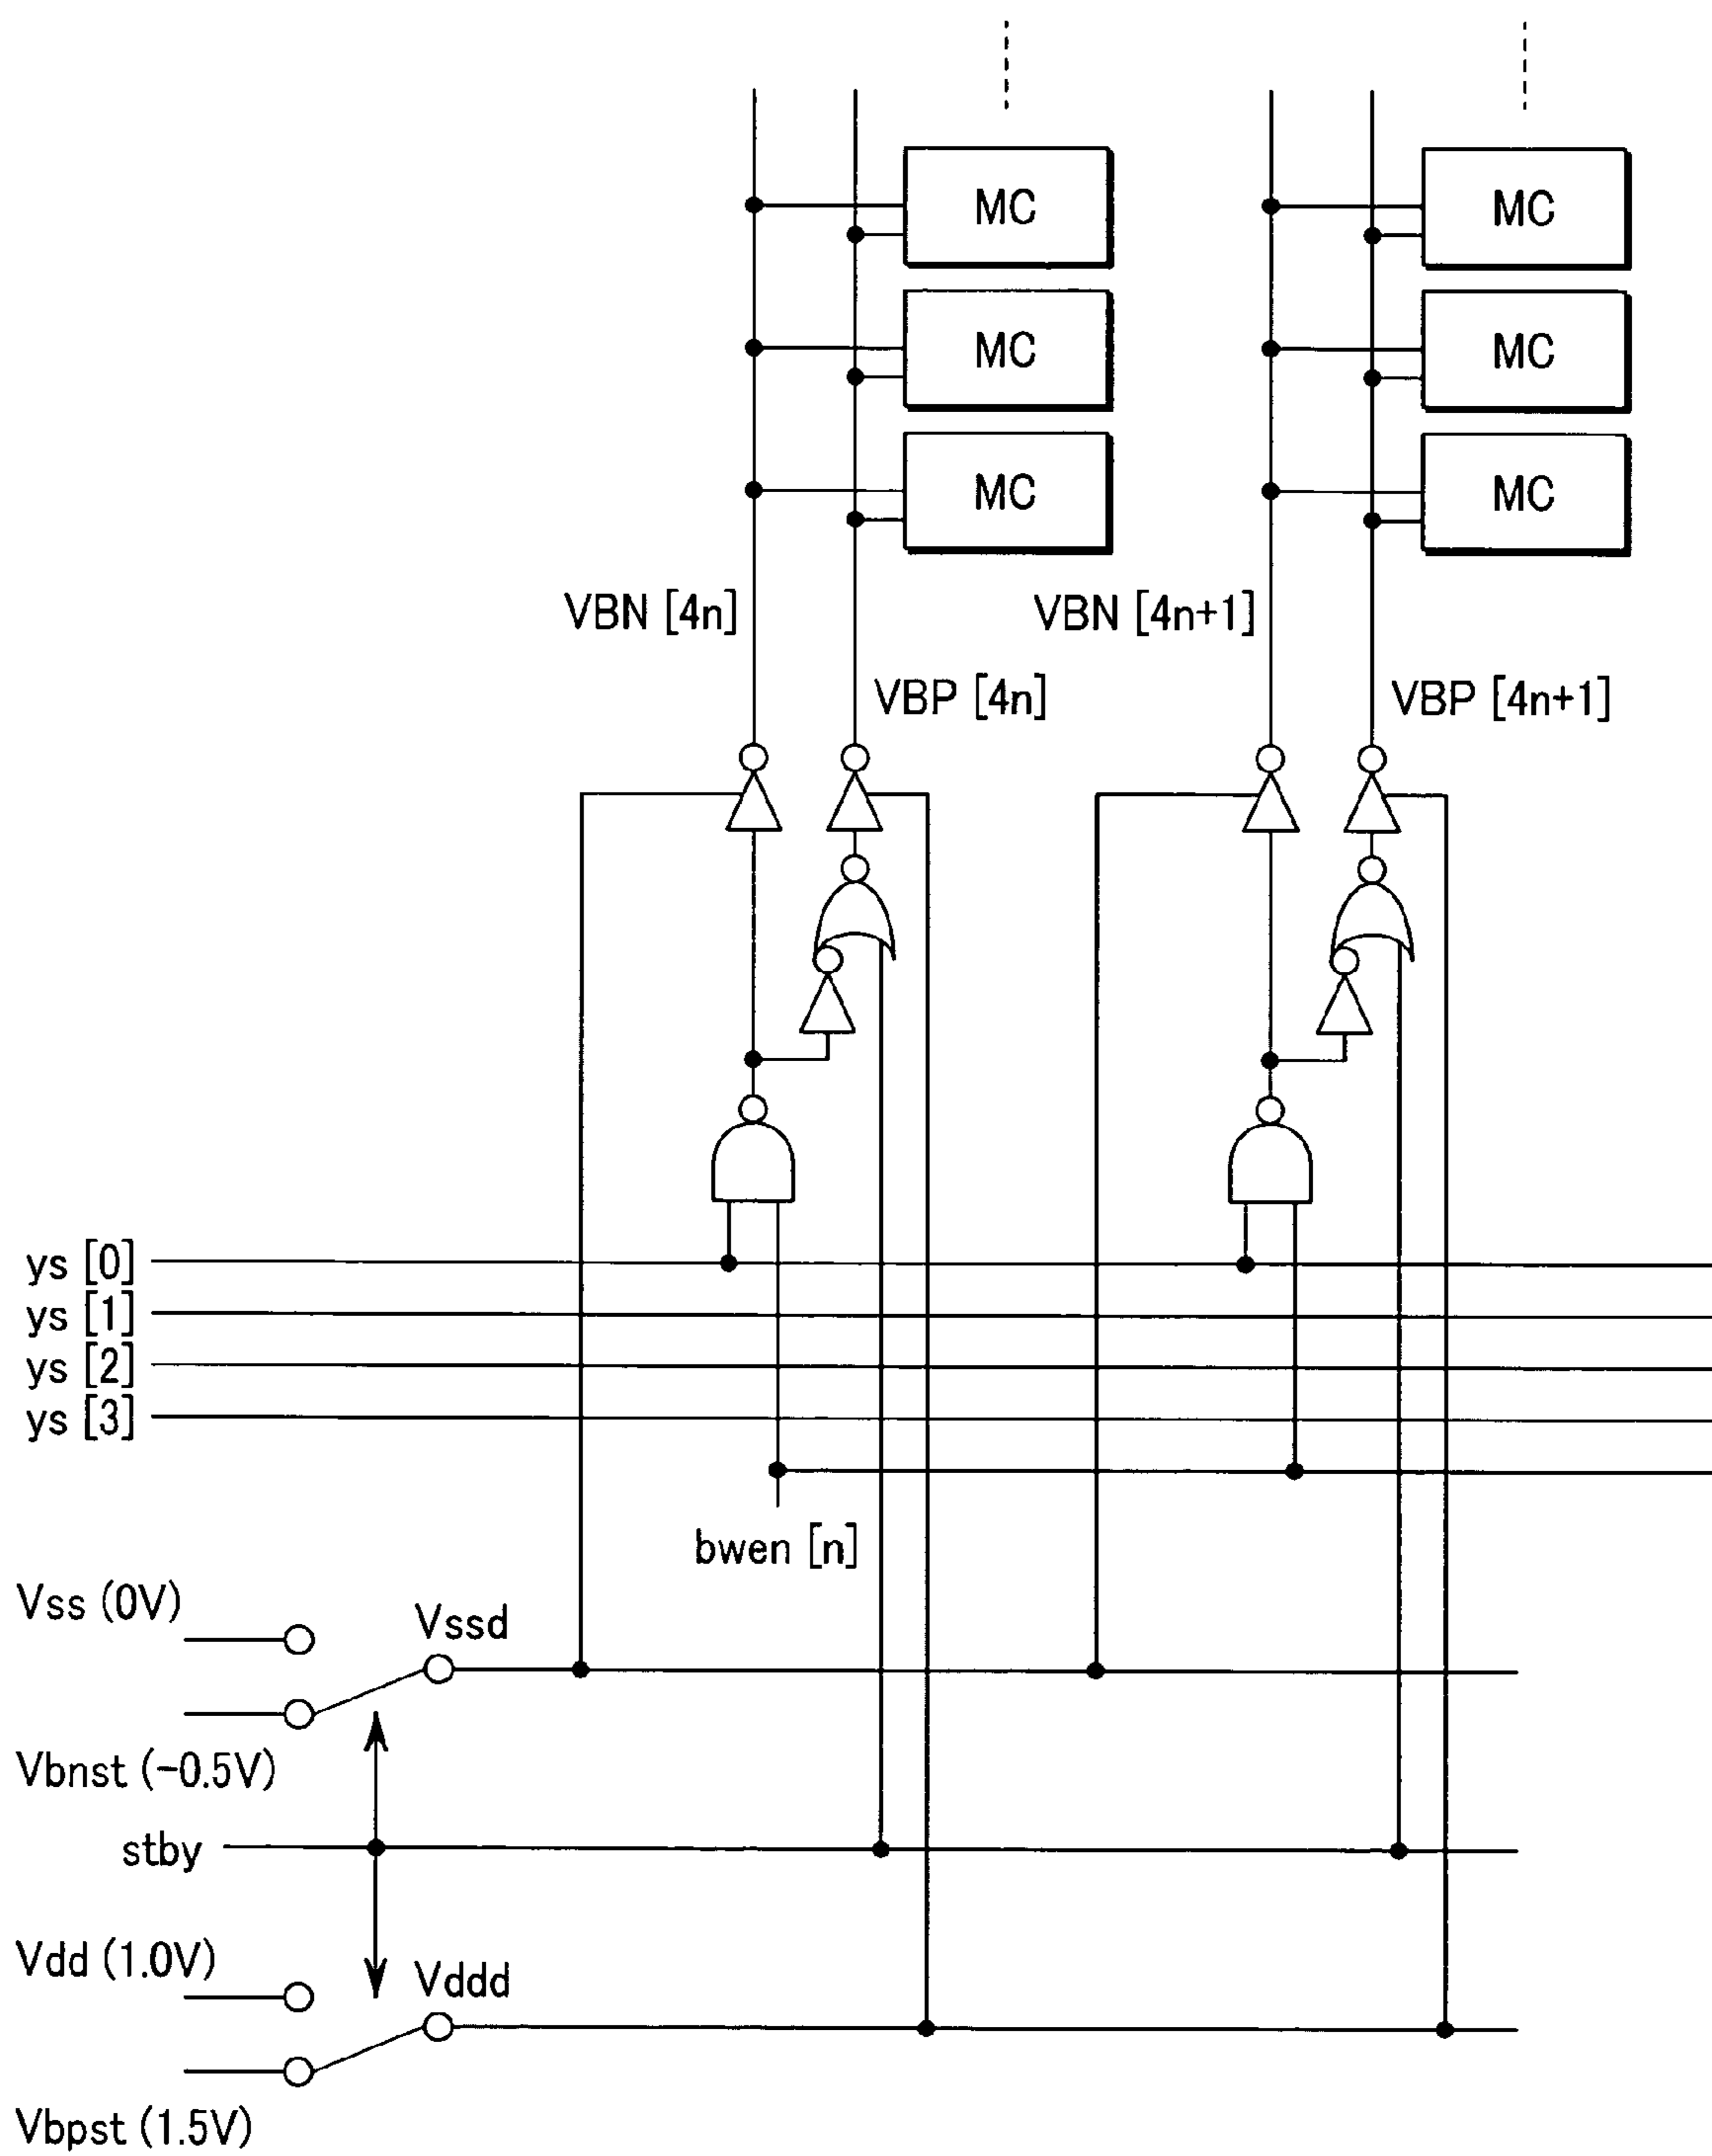 MC MC
MC MC
MC MC
VBN [4n] VBN [4n+1]
VBP [4n] VBP [4n+1]
ys [0]
ys [1]
ys [2]
ys [3]
bwen [n]
Vss (0V)
Vssd
Vbnst (-0.5V)
stby
Vdd (1.0V)
Vddd
Vbpst (1.5V)